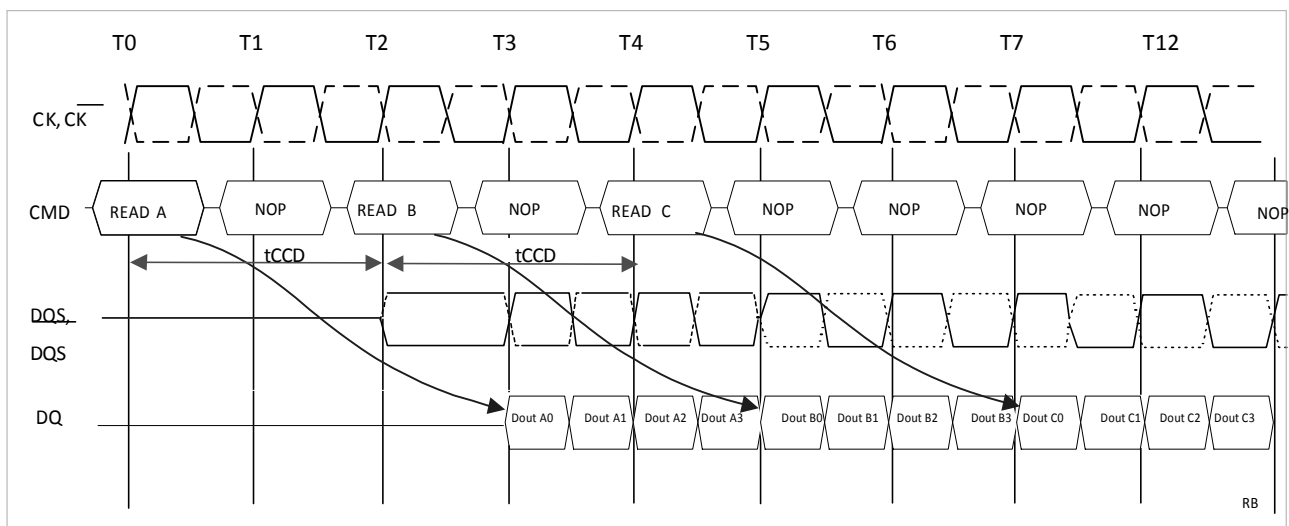 T0 T1 T2 T3 T4 T5 T6 T7 T12
CK, CK
CMD READ A NOP READ B NOP READ C NOP NOP NOP NOP NOP
tCCD tCCD
DQS,
DQS
DQ Dout A0 Dout A1 Dout A2 Dout A3 Dout B0 Dout B1 Dout B2 Dout B3 Dout C0 Dout C1 Dout C2 Dout C3
RB